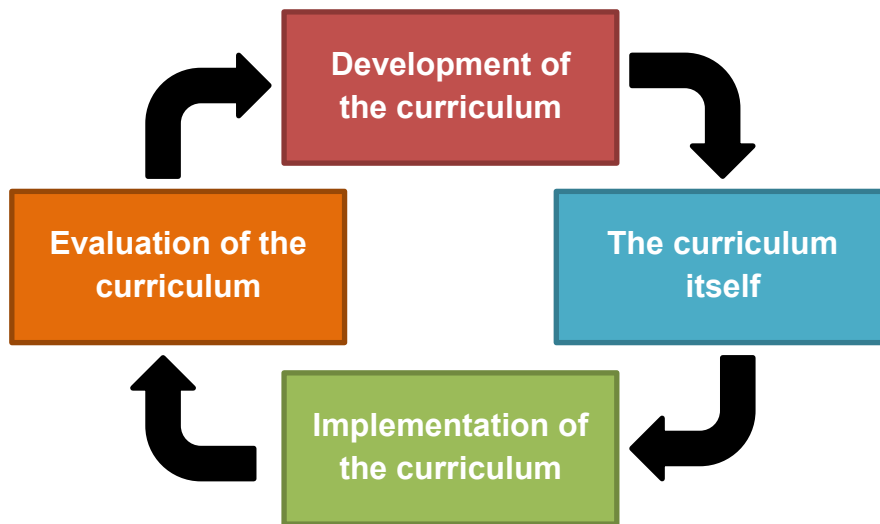 Development of
the curriculum
The curriculum
itself
Implementation of
the curriculum
Evaluation of the
curriculum